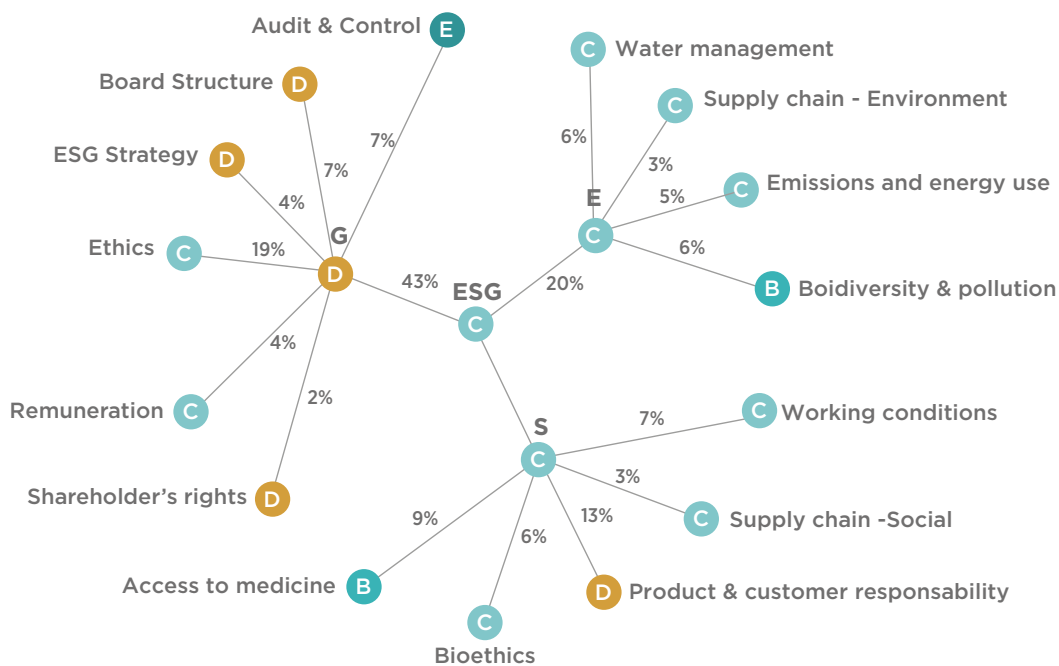 Audit & Control
E
Board Structure
D
7%
7%
ESG Strategy
D
4%
G
Ethics
C
19%
D
43%
ESG
C
4%
Remuneration
C
2%
Shareholder’s rights
D
C
Water management
C
Supply chain - Environment
6%
3%
E
C
5%
C
Emissions and energy use
6%
B
Boidiversity & pollution
20%
S
C
7%
C
Working conditions
3%
C
Supply chain -Social
13%
D
Product & customer responsability
9%
Access to medicine
B
6%
C
Bioethics